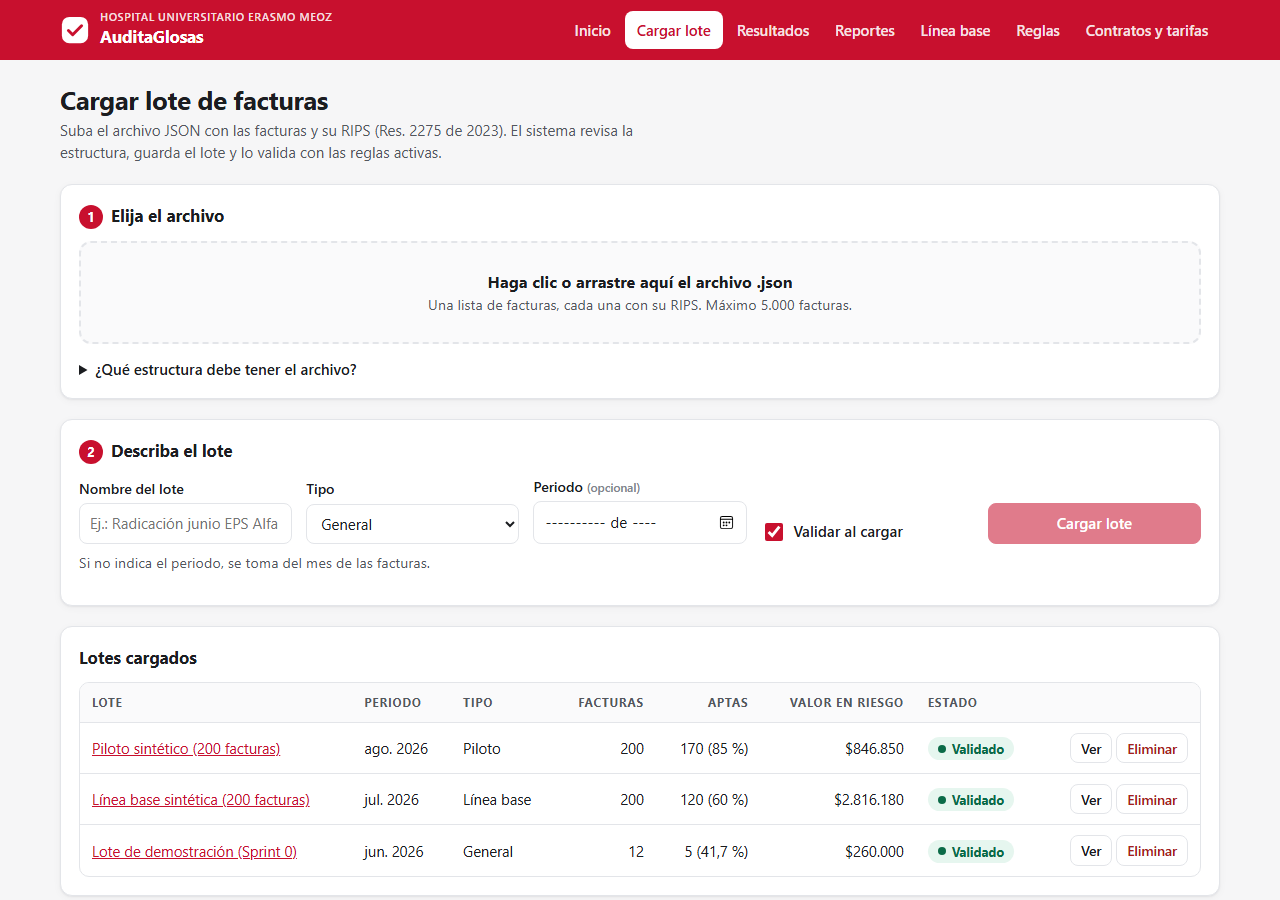 HOSPITAL UNIVERSITARIO ERASMO MEOZ
AuditaGlosas
Inicio Cargar lote Resultados Reportes Línea base Reglas Contratos y tarifas
Cargar lote de facturas
Suba el archivo JSON con las facturas y su RIPS (Res. 2275 de 2023). El sistema revisa la
estructura, guarda el lote y lo valida con las reglas activas.
1 Elija el archivo
Haga clic o arrastre aquí el archivo .json
Una lista de facturas, cada una con su RIPS. Máximo 5.000 facturas.
¿Qué estructura debe tener el archivo?
2 Describa el lote
Nombre del lote Tipo Periodo (opcional)
Ej.: Radicación junio EPS Alfa General ---------- de ---- Validar al cargar Cargar lote
Si no indica el periodo, se toma del mes de las facturas.
Lotes cargados
LOTE PERIODO TIPO FACTURAS APTAS VALOR EN RIESGO ESTADO
Piloto sintético (200 facturas) ago. 2026 Piloto 200 170 (85 %) $846.850 Validado Ver Eliminar
Línea base sintética (200 facturas) jul. 2026 Línea base 200 120 (60 %) $2.816.180 Validado Ver Eliminar
Lote de demostración (Sprint 0) jun. 2026 General 12 5 (41,7 %) $260.000 Validado Ver Eliminar